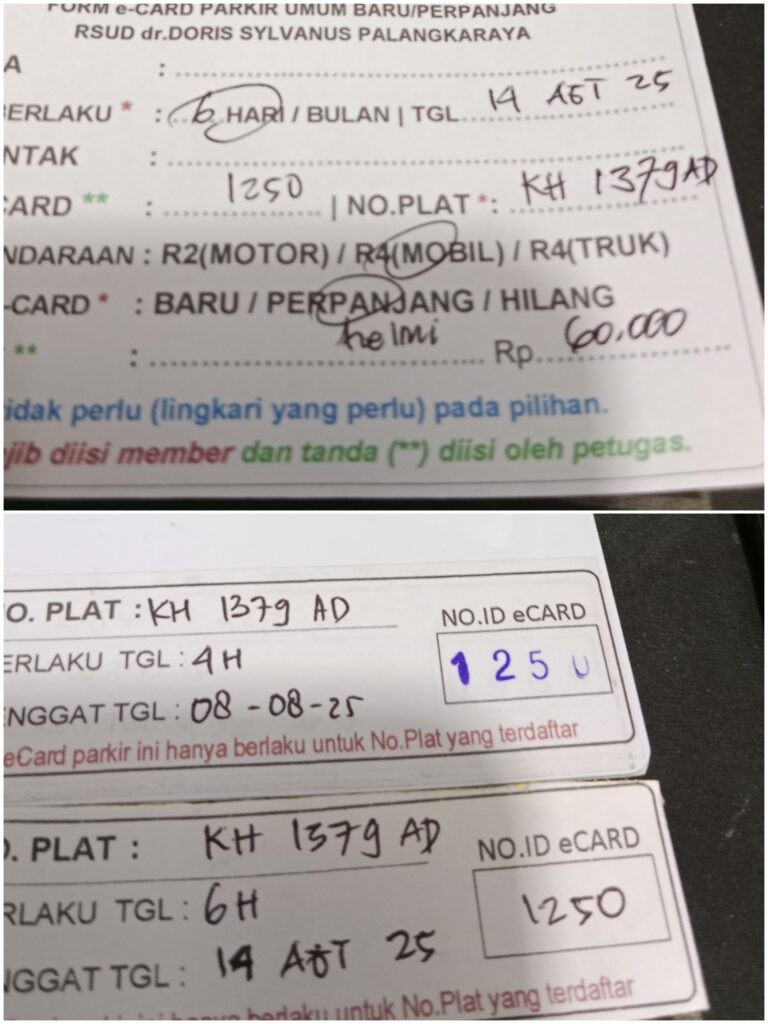 FORM e-CARD PARKIR UMUM BARU/PERPANJANG
RSUD dr.DORIS SYLVANUS PALANGKARAYA
A :
ERLAKU * : 6 HARI / BULAN | TGL. 14 AGT 25
NTAK :
CARD ** : 1250 | NO.PLAT *: KH 1379 AD
NDARAAN : R2(MOTOR) / R4(MOBIL) / R4(TRUK)
-CARD * : BARU / PERPANJANG / HILANG
** : helmi Rp. 60.000
tidak perlu (lingkari yang perlu) pada pilihan.
jib diisi member dan tanda (**) diisi oleh petugas.
O. PLAT : KH 1379 AD
NO.ID eCARD
ERLAKU TGL : 4H
1250
ENGGAT TGL : 08-08-25
eCard parkir ini hanya berlaku untuk No.Plat yang terdaftar
O. PLAT : KH 1379 AD
NO.ID eCARD
RLAKU TGL : 6H
1250
NGGAT TGL : 14 AGT 25
hanya berlaku untuk No.Plat yang terdaftar